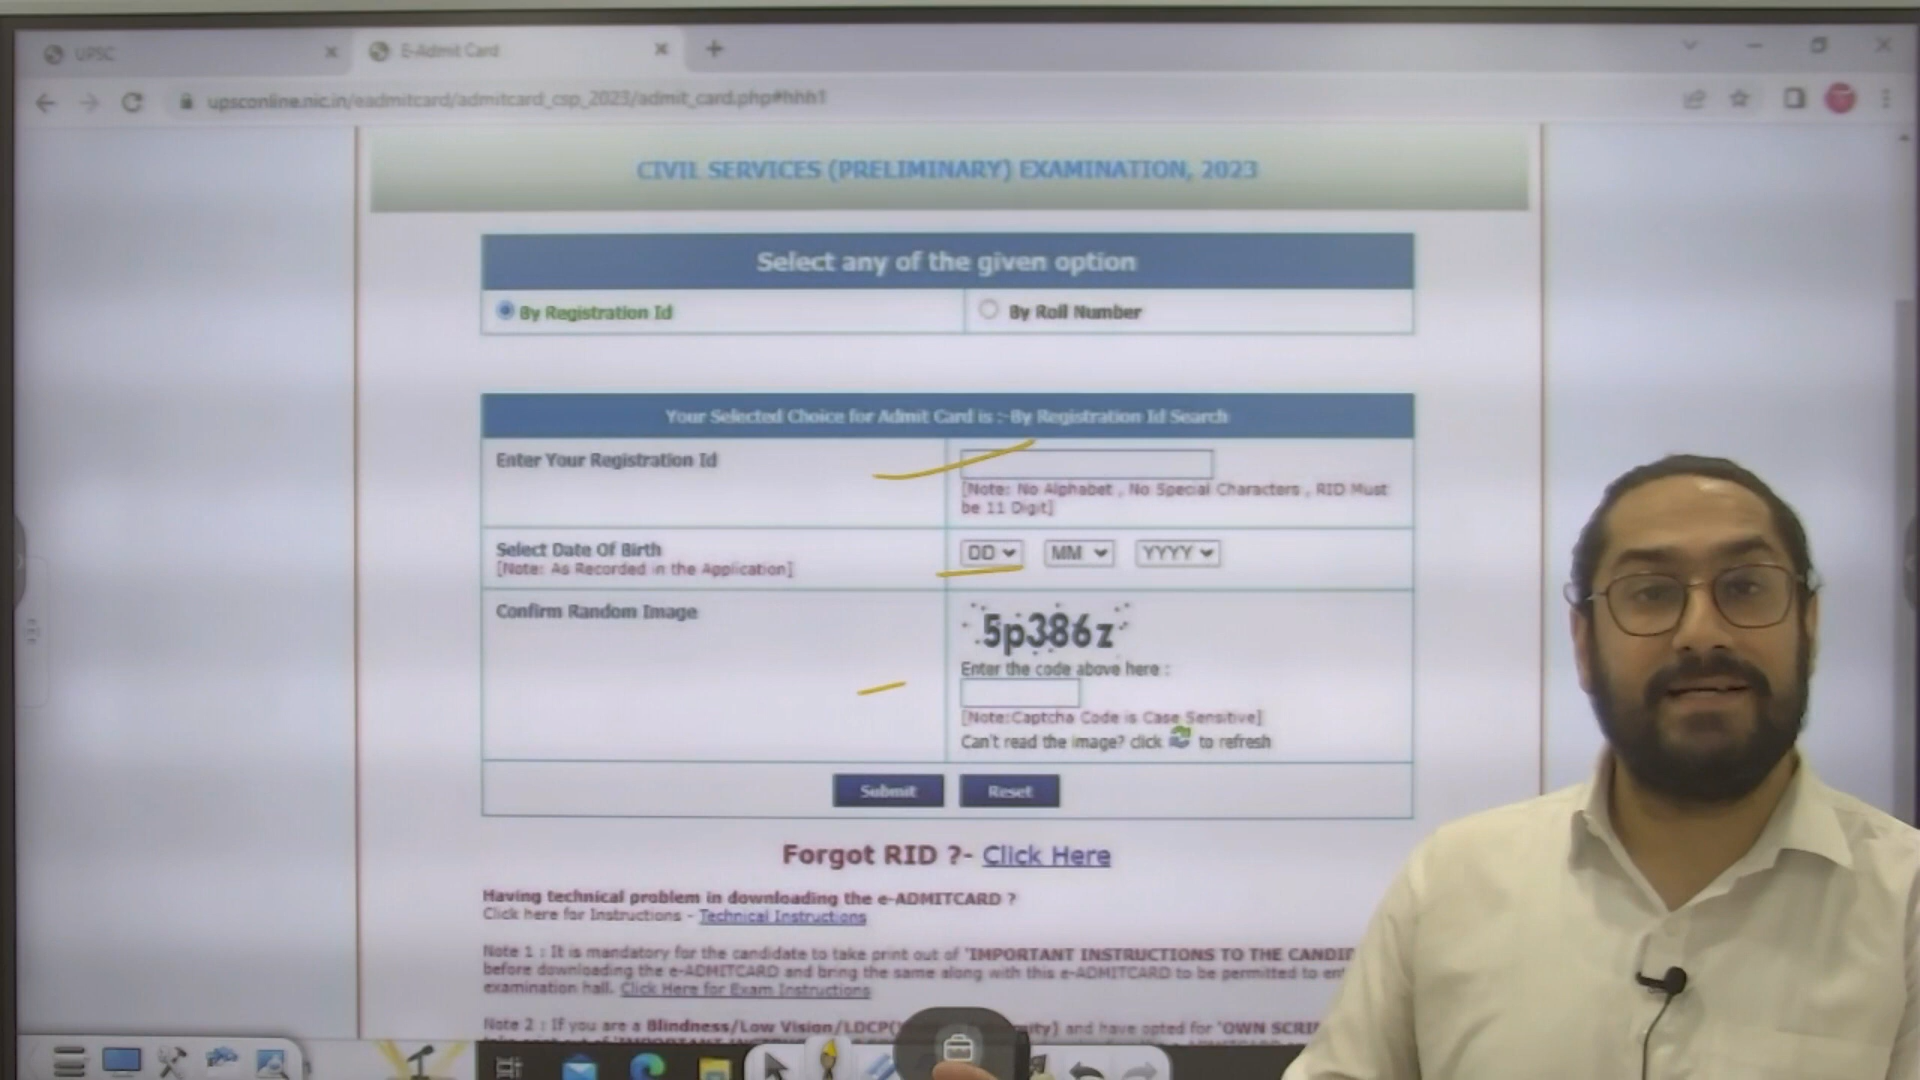 UPSC
E-Admit Card
upsconline.nic.in/eadmitcard/admitcard_csp_2023/admit_card.php#hhh1
CIVIL SERVICES (PRELIMINARY) EXAMINATION, 2023
Select any of the given option
By Registration Id
By Roll Number
Your Selected Choice for Admit Card is :-By Registration Id Search
Enter Your Registration Id
[Note: No Alphabet , No Special Characters , RID Must
be 11 Digit]
Select Date Of Birth
[Note: As Recorded in the Application]
DD MM YYYY
Confirm Random Image
5p386z
Enter the code above here :
[Note:Captcha Code is Case Sensitive]
Can't read the image? click to refresh
Submit Reset
Forgot RID ?- Click Here
Having technical problem in downloading the e-ADMITCARD ?
Click here for Instructions - Technical Instructions
Note 1 : It is mandatory for the candidate to take print out of 'IMPORTANT INSTRUCTIONS TO THE
before downloading the e-ADMITCARD and bring the same along with this e-ADMITCARD to be permitted to
examination hall. Click Here for Exam Instructions
Note 2 : If you are a Blindness/Low Vision/LDCP( and have opted for 'OWN